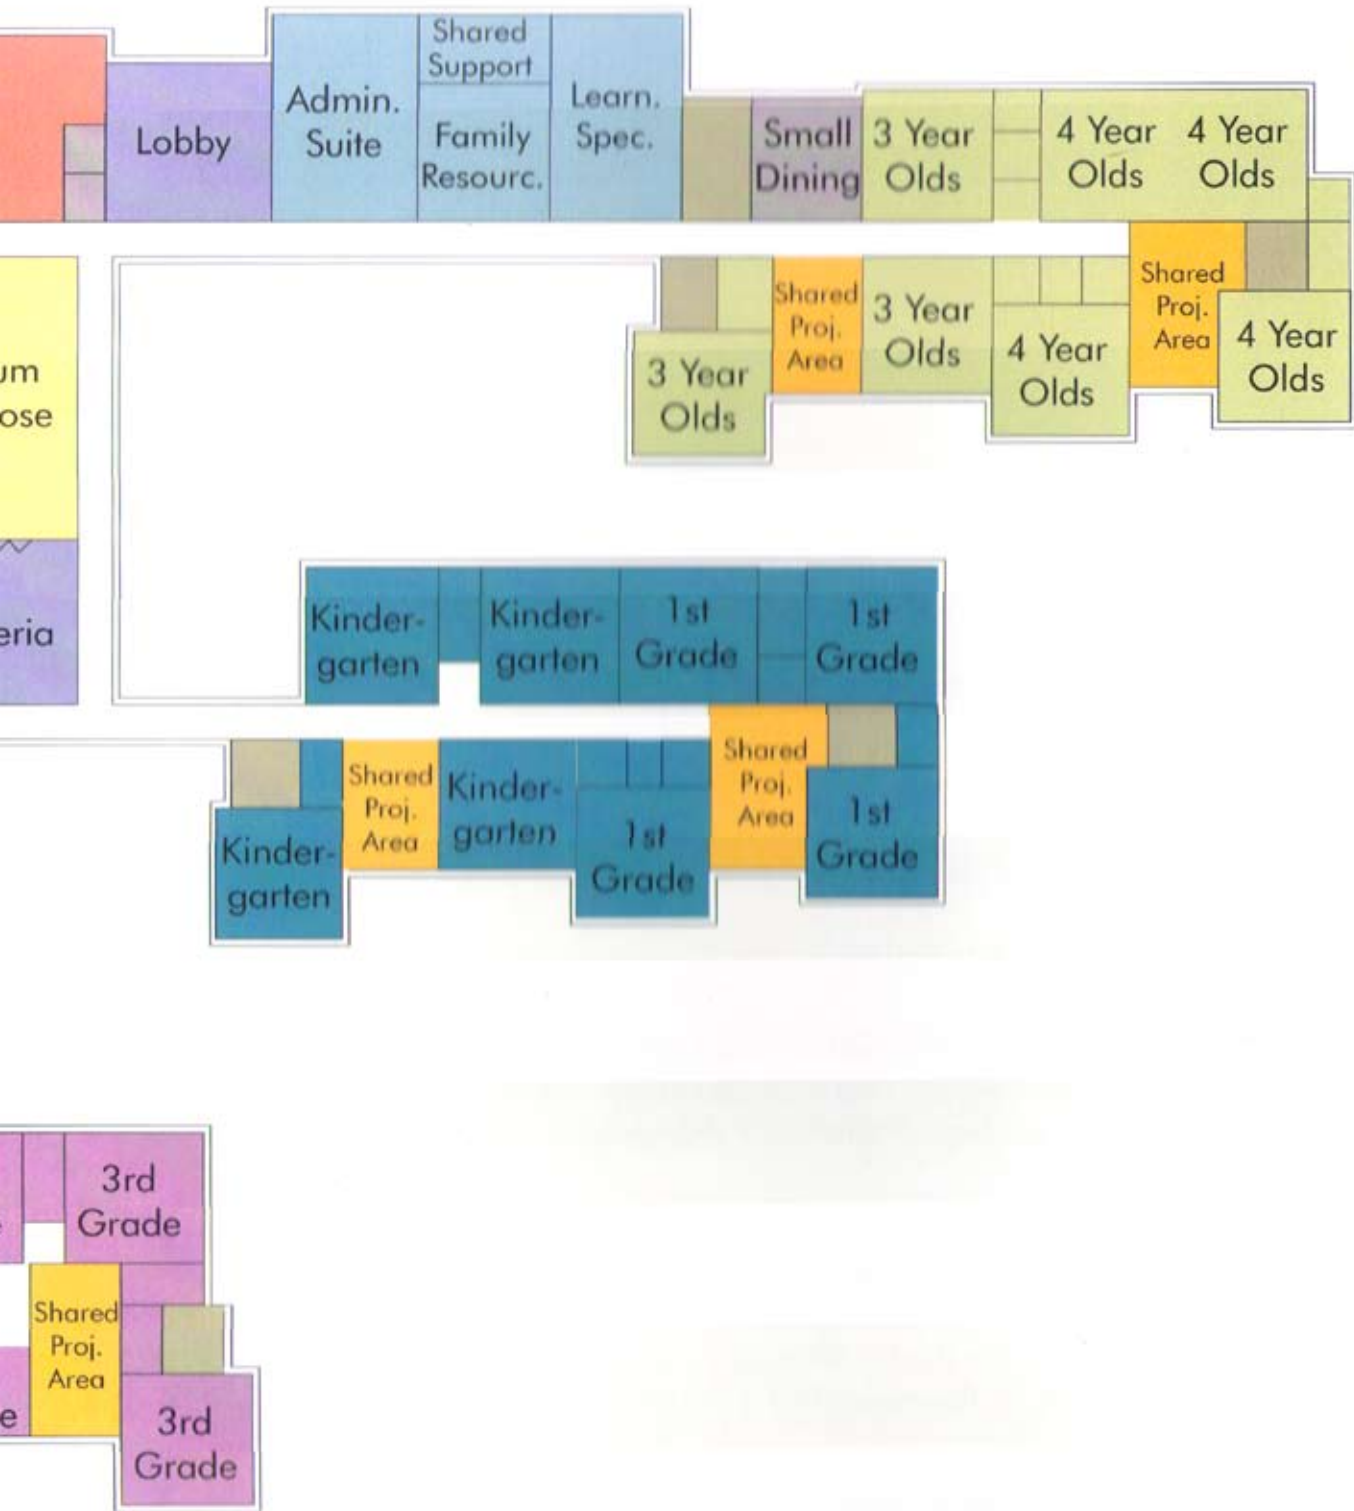 Lobby
Admin.
Suite
Shared
Support
Family
Resourc.
Learn.
Spec.
Small
Dining
3 Year
Olds
4 Year
Olds
4 Year
Olds
3 Year
Olds
Shared
Proj.
Area
3 Year
Olds
4 Year
Olds
Shared
Proj.
Area
4 Year
Olds
um
ose
eria
Kinder-
garten
Kinder-
garten
1st
Grade
1st
Grade
Kinder-
garten
Shared
Proj.
Area
Kinder-
garten
1st
Grade
Shared
Proj.
Area
1st
Grade
3rd
Grade
Shared
Proj.
Area
e
3rd
Grade